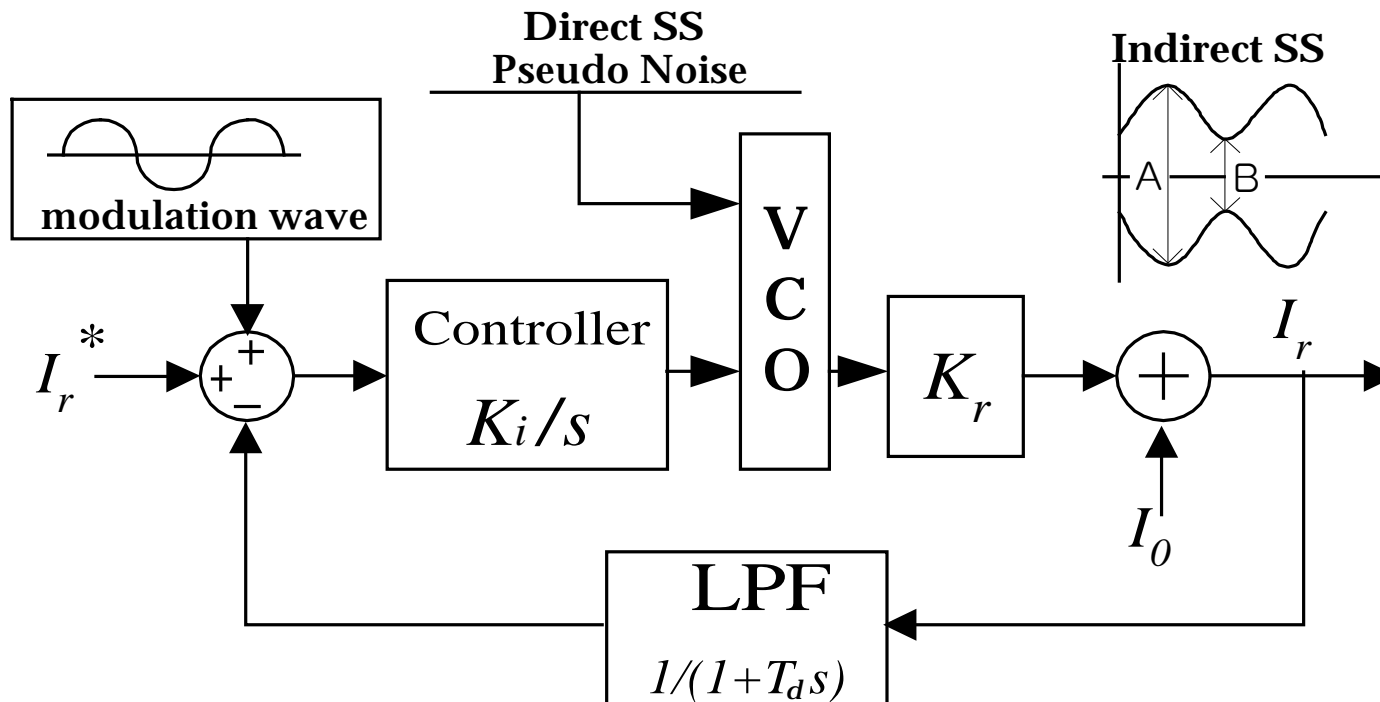 Direct SS
Pseudo Noise
Indirect SS
A
B
modulation wave
V
C
O
I_r^*
+
+
−
Controller
K_i/s
K_r
+
I_r
I_0
LPF
1/(1+T_d s)